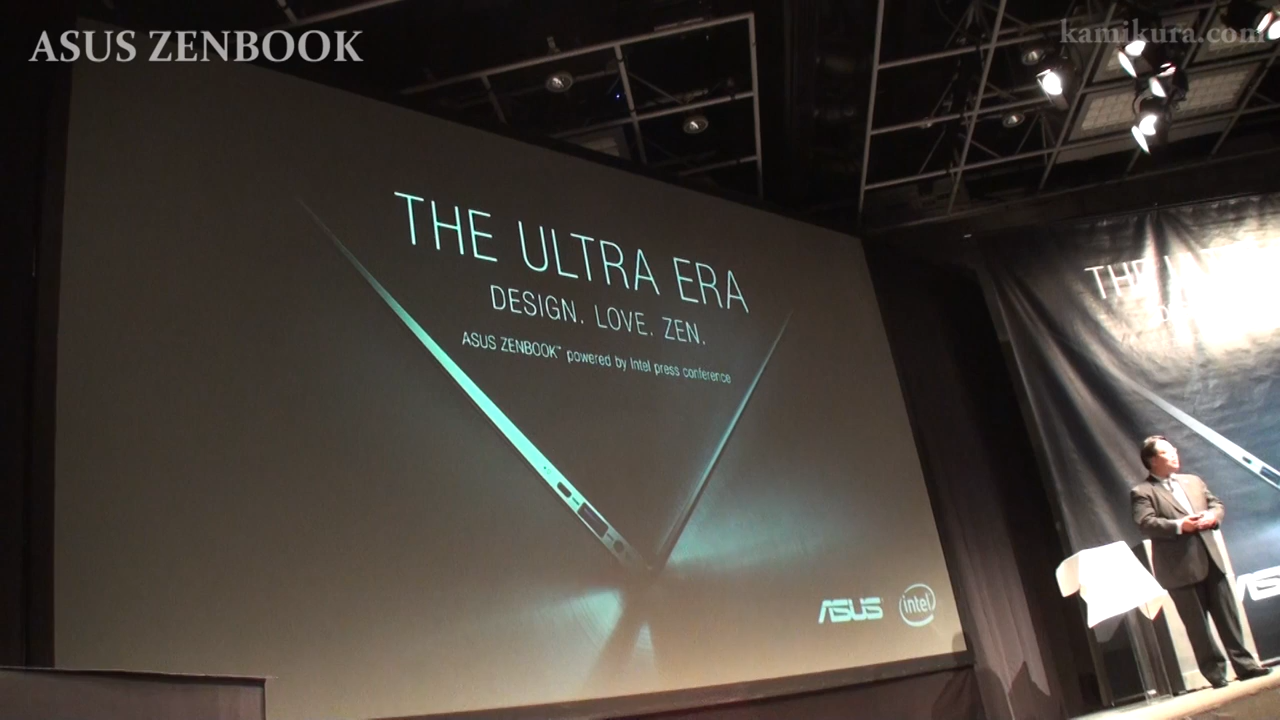 ASUS ZENBOOK
kamikura.com
THE ULTRA ERA
DESIGN. LOVE. ZEN.
ASUS ZENBOOK™ powered by Intel press conference
ASUS
intel
TH